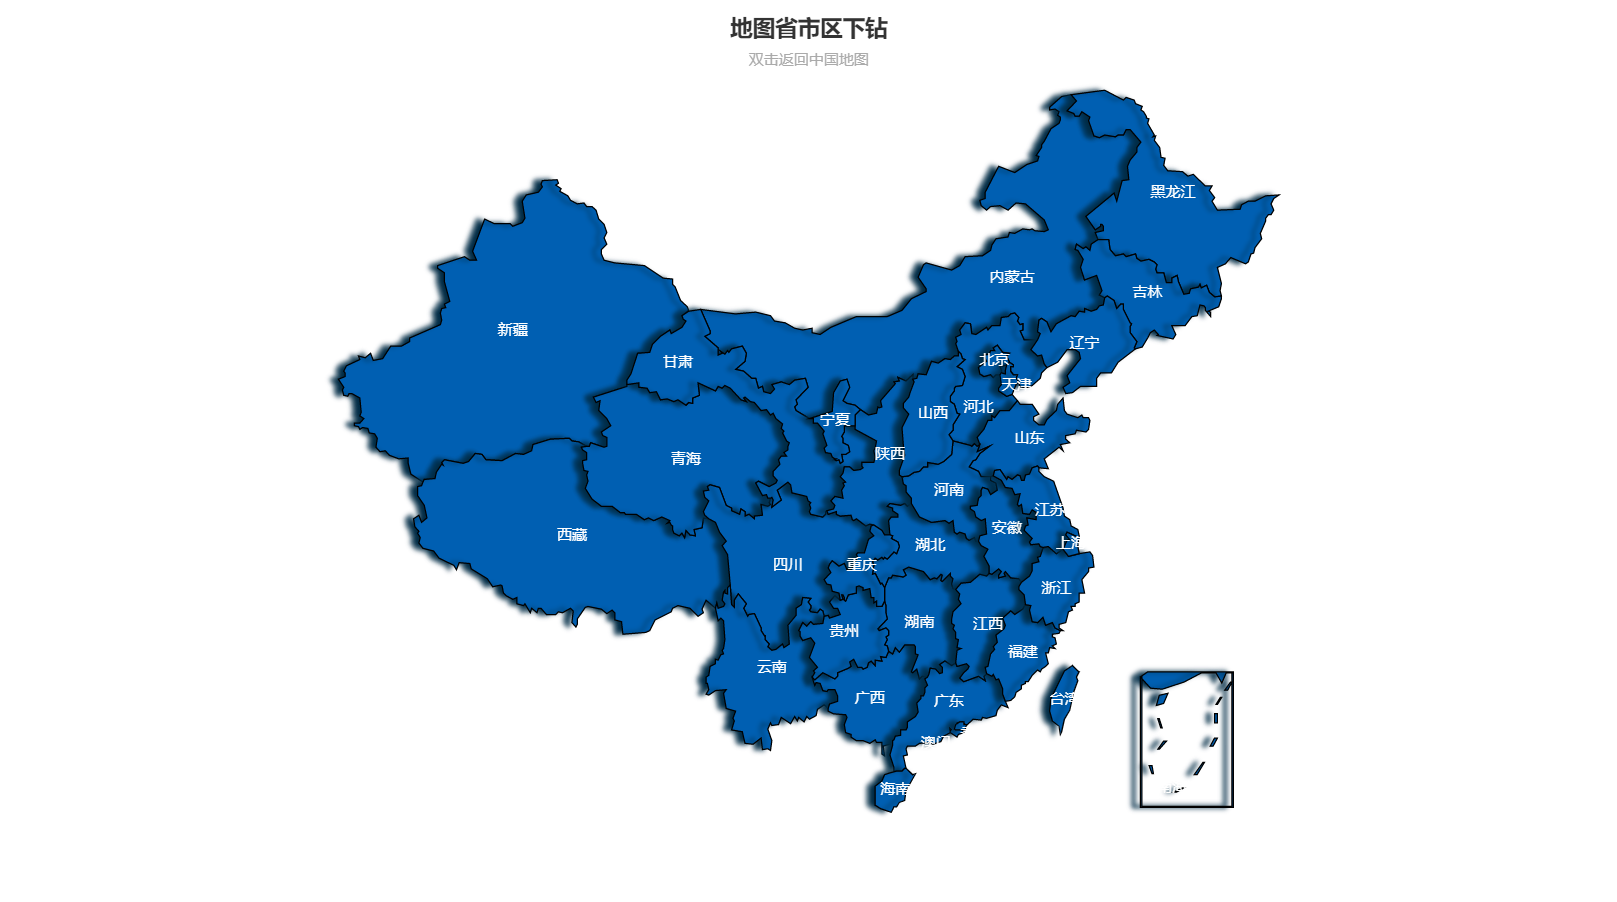 地图省市区下钻
双击返回中国地图
黑龙江
内蒙古
吉林
新疆
辽宁
北京
甘肃
天津
河北
山西
宁夏
山东
陕西
青海
河南
江苏
安徽
西藏
上海
湖北
四川
重庆
浙江
湖南
江西
贵州
福建
云南
广西
台湾
广东
澳门
海南